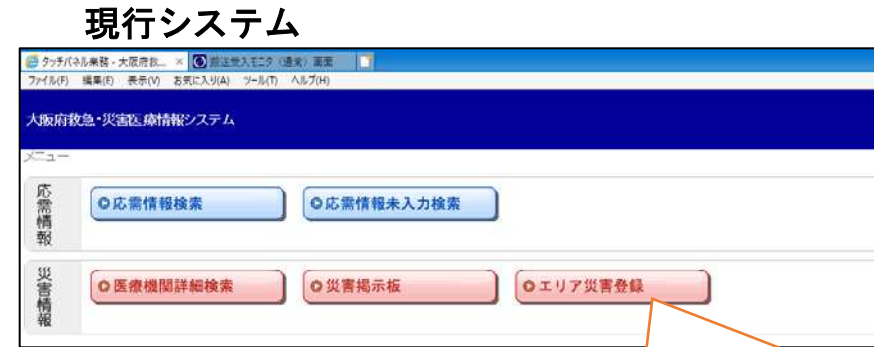 現行システム
タッチパネル業務 - 大阪府救... × 搬送受入モニタ (通常) 画面
ファイル(F) 編集(E) 表示(V) お気に入り(A) ツール(T) ヘルプ(H)
大阪府救急・災害医療情報システム
メニュー
応需情報
応需情報検索 応需情報未入力検索
災害情報
医療機関詳細検索 災害掲示板 エリア災害登録